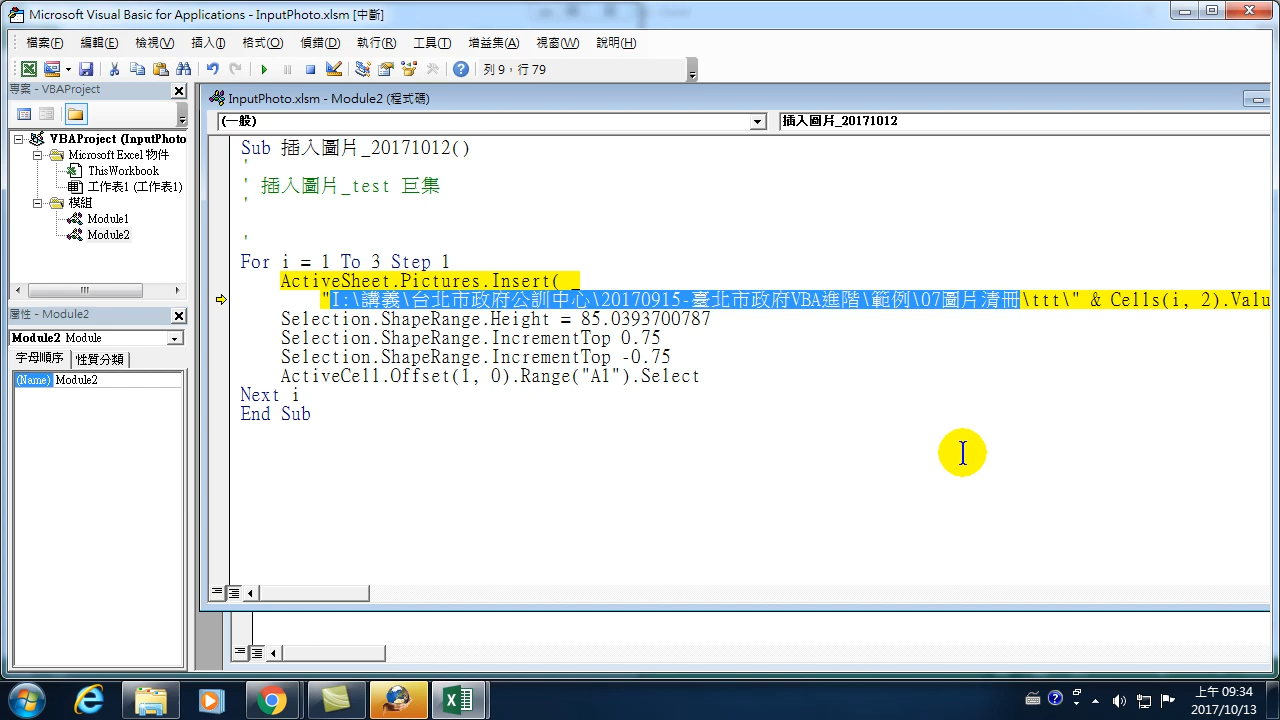 Microsoft Visual Basic for Applications - InputPhoto.xlsm [中斷]
檔案(F) 編輯(E) 檢視(V) 插入(I) 格式(O) 偵錯(D) 執行(R) 工具(T) 增益集(A) 視窗(W) 說明(H)
列 9，行 79
專案 - VBAProject
VBAProject (InputPhoto
Microsoft Excel 物件
ThisWorkbook
工作表1 (工作表1)
模組
Module1
Module2
屬性 - Module2
Module2 Module
字母順序 性質分類
(Name) Module2
InputPhoto.xlsm - Module2 (程式碼)
(一般) 插入圖片_20171012
Sub 插入圖片_20171012()
'
' 插入圖片_test 巨集
'
'
For i = 1 To 3 Step 1
ActiveSheet.Pictures.Insert( _
"I:\講義\台北市政府公訓中心\20170915-臺北市政府VBA進階\範例\07圖片清冊\ttt\" & Cells(i, 2).Valu
Selection.ShapeRange.Height = 85.0393700787
Selection.ShapeRange.IncrementTop 0.75
Selection.ShapeRange.IncrementTop -0.75
ActiveCell.Offset(1, 0).Range("A1").Select
Next i
End Sub
上午 09:34
2017/10/13